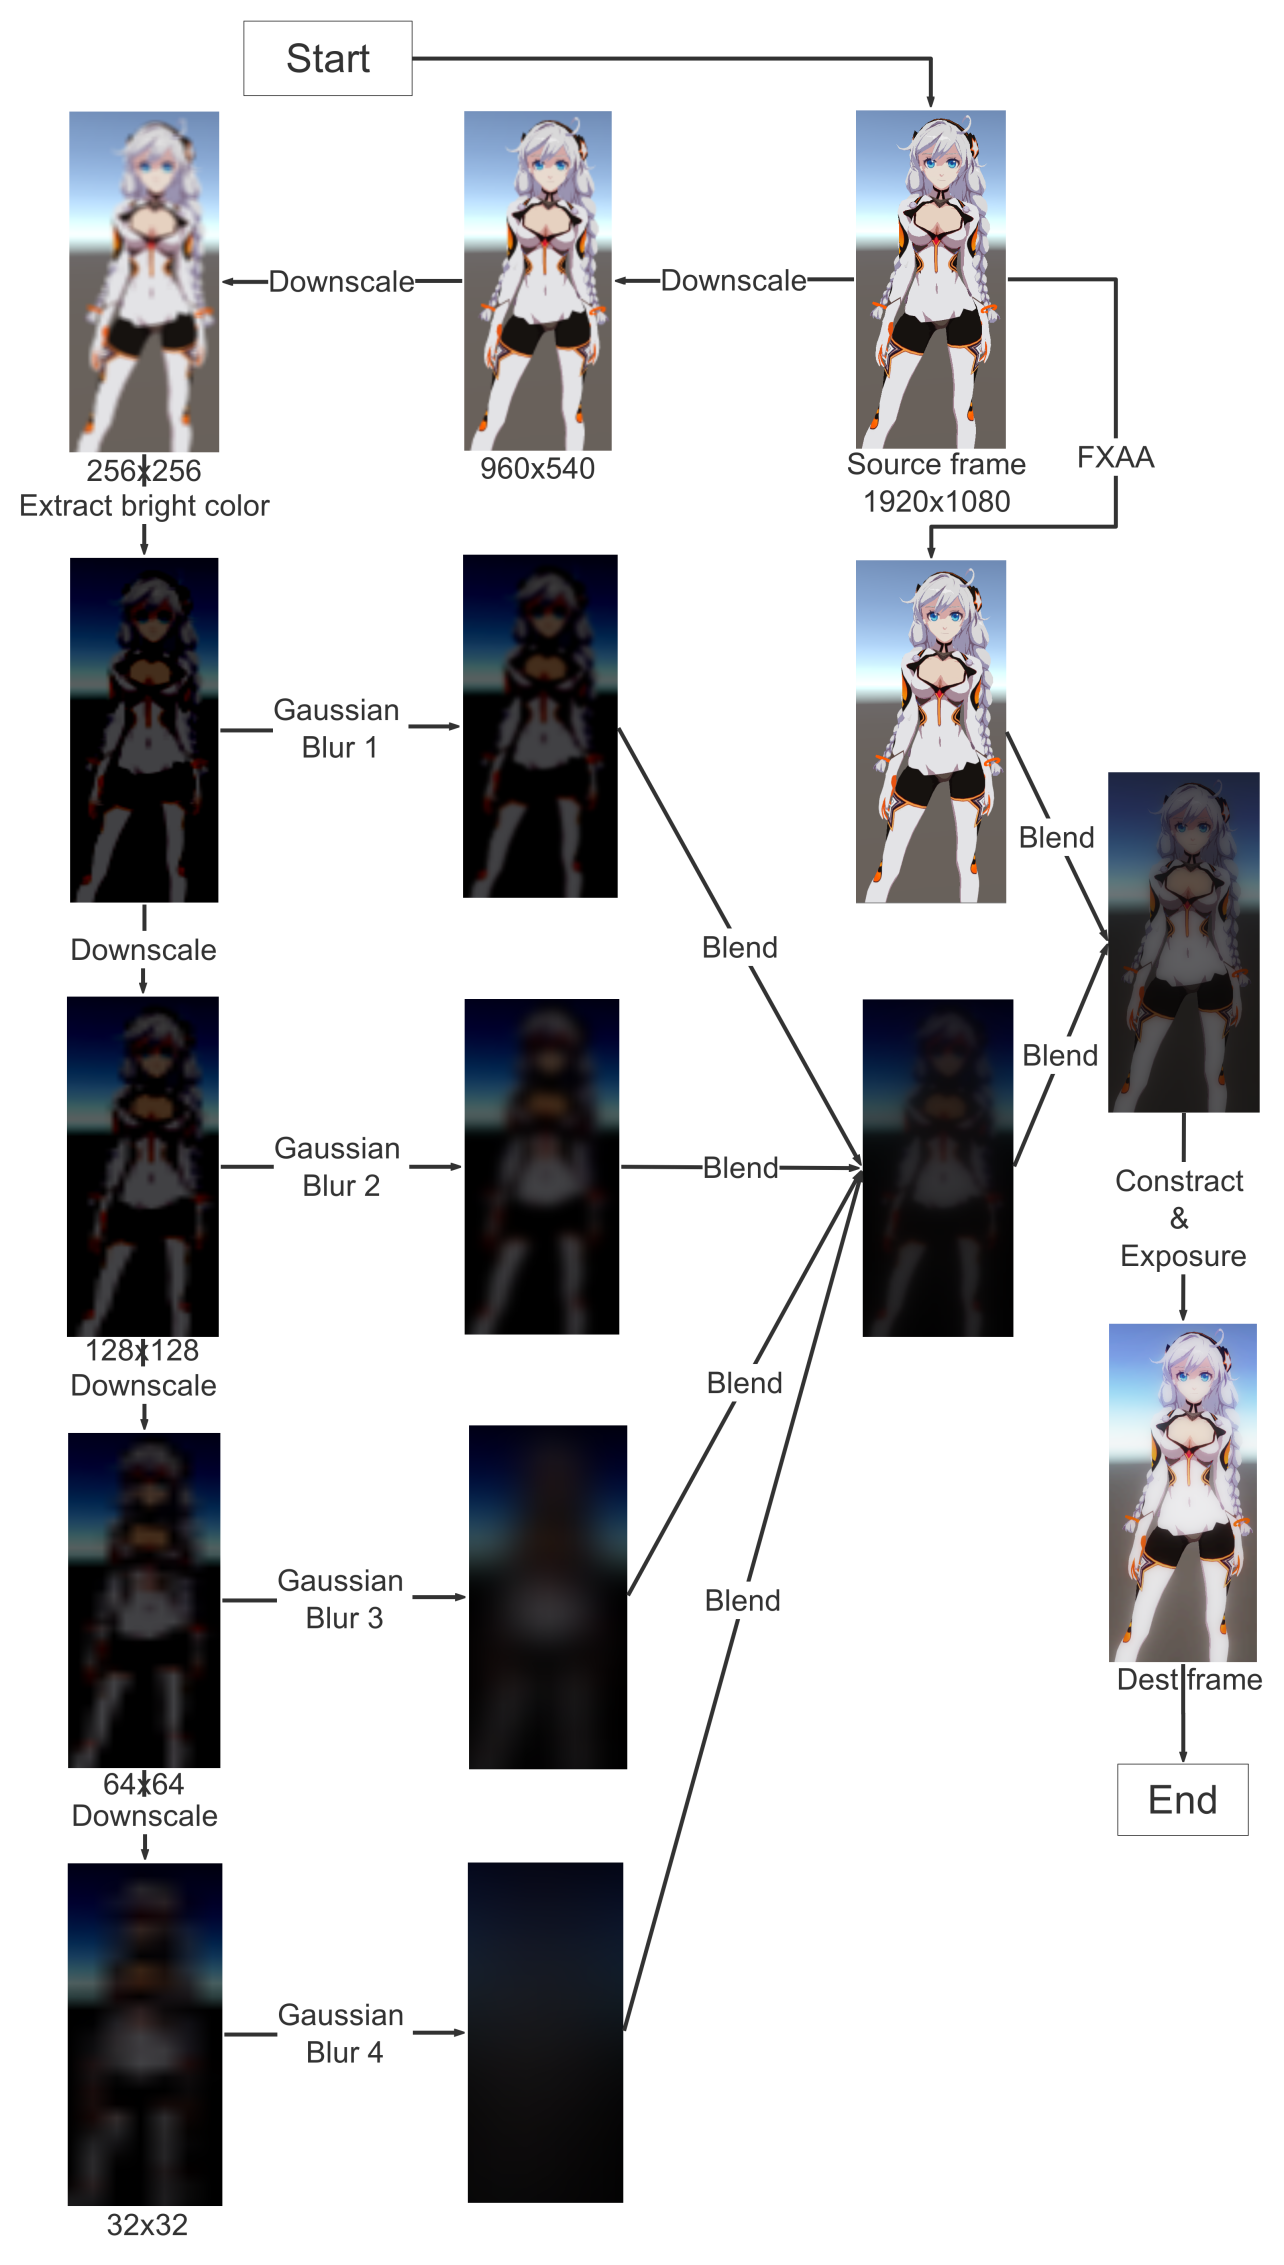 Start
Downscale
Downscale
256x256
960x540
Source frame
1920x1080
FXAA
Extract bright color
Gaussian
Blur 1
Blend
Blend
Downscale
Blend
Gaussian
Blur 2
Blend
Constract
&
Exposure
128x128
Downscale
Blend
Gaussian
Blur 3
Blend
Dest frame
64x64
Downscale
End
Gaussian
Blur 4
32x32